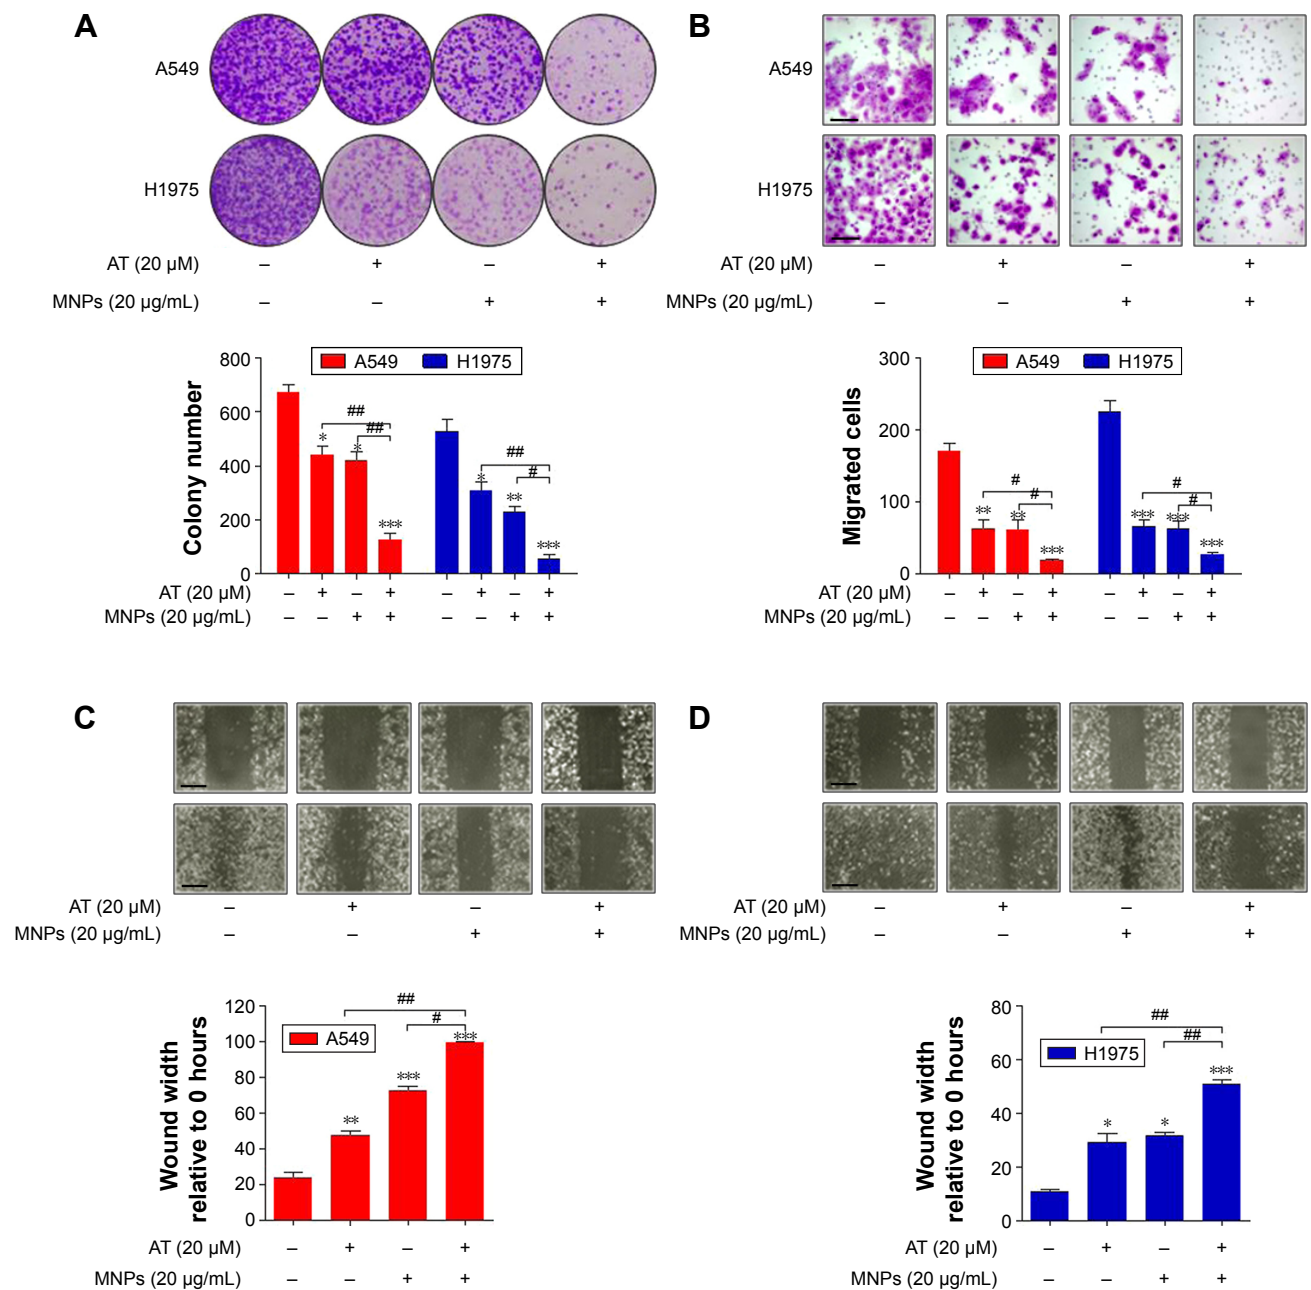 A
A549
H1975
AT (20 µM) – + – +
MNPs (20 µg/mL) – – + +
800
600
400
200
0
Colony number
A549 H1975
##
##
* * ***
##
#
* ** ***
AT (20 µM) – + – + – + – +
MNPs (20 µg/mL) – – + + – – + +
B
A549
H1975
AT (20 µM) – + – +
MNPs (20 µg/mL) – – + +
300
200
100
0
Migrated cells
A549 H1975
#
#
** ** ***
#
#
*** *** ***
AT (20 µM) – + – + – + – +
MNPs (20 µg/mL) – – + + – – + +
C
AT (20 µM) – + – +
MNPs (20 µg/mL) – – + +
120
100
80
60
40
20
0
Wound width
relative to 0 hours
A549
##
#
** *** ***
AT (20 µM) – + – +
MNPs (20 µg/mL) – – + +
D
AT (20 µM) – + – +
MNPs (20 µg/mL) – – + +
80
60
40
20
0
Wound width
relative to 0 hours
H1975
##
##
* * ***
AT (20 µM) – + – +
MNPs (20 µg/mL) – – + +